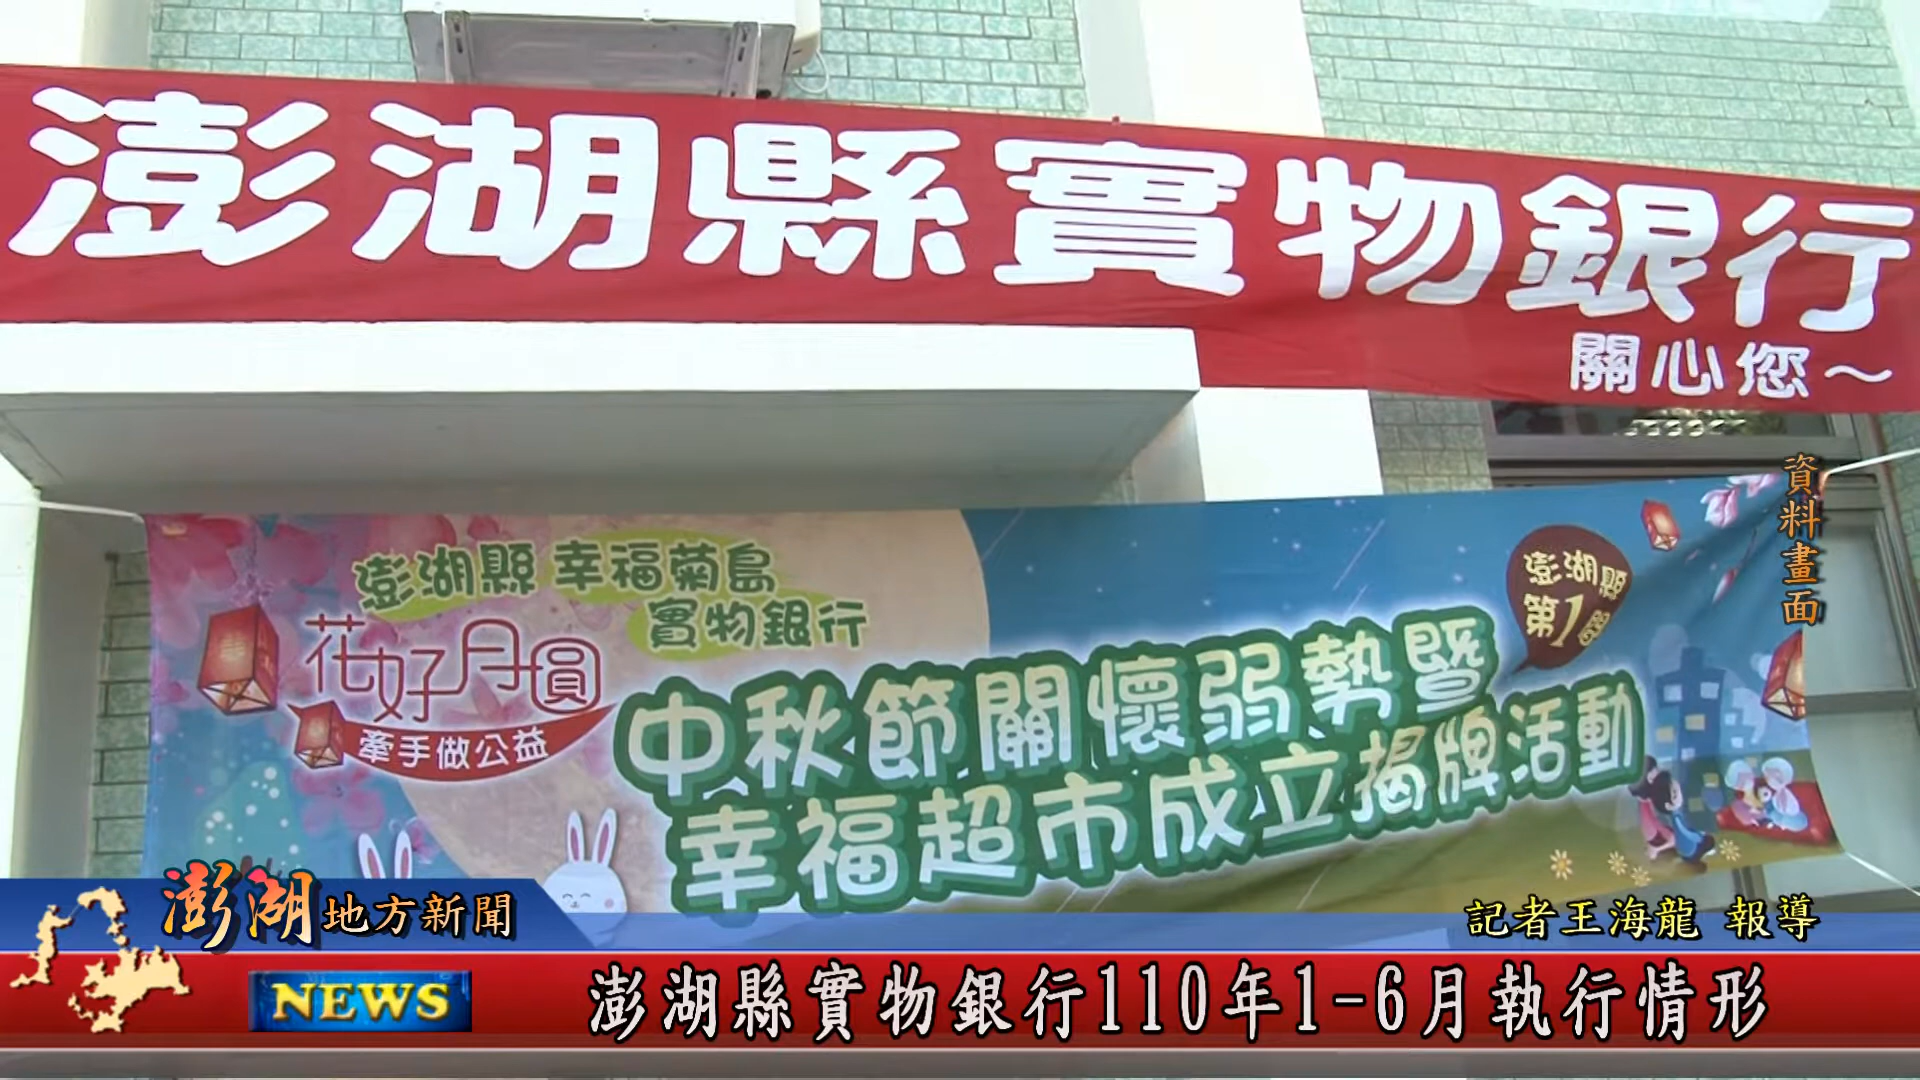 澎湖縣實物銀行
關心您～
資料畫面
澎湖縣 幸福菊島
實物銀行
花好月圓
牽手做公益
澎湖縣
第1
中秋節關懷弱勢暨
幸福超市成立揭牌活動
澎湖地方新聞
記者王海龍 報導
NEWS
澎湖縣實物銀行110年1-6月執行情形